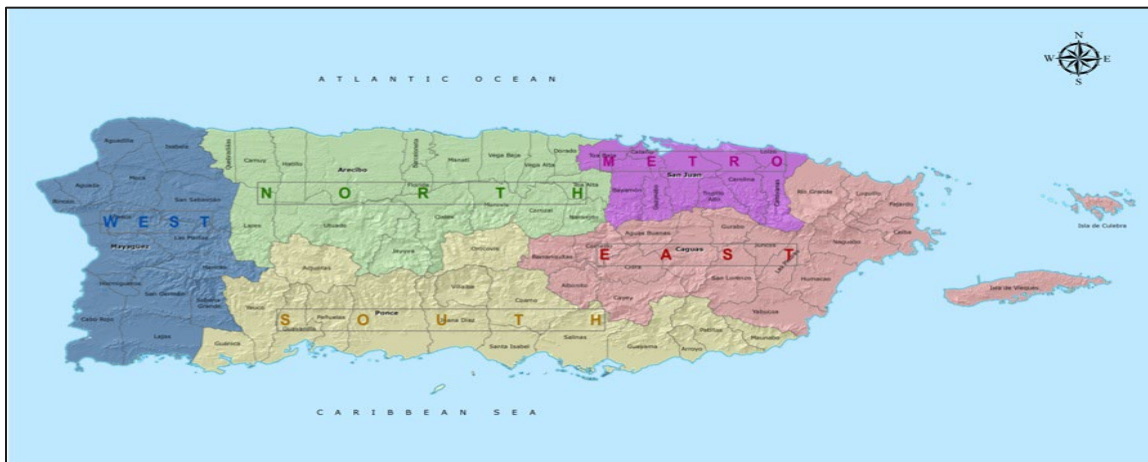 N
W E
S
ATLANTIC OCEAN
Aguadilla
Isabela
Quebradillas
Camuy
Hatillo
Arecibo
Barceloneta
Manatí
Vega Baja
Vega Alta
Dorado
Toa Baja
Cataño
Loíza
METRO
San Juan
Moca
Aguada
Rincón
San Sebastián
Florida
Toa Alta
Bayamón
Guaynabo
Trujillo Alto
Carolina
Canóvanas
Río Grande
Luquillo
Fajardo
NORTH
Ciales
Morovis
Corozal
Naranjito
Ceiba
Isla de Culebra
WEST
Las Marías
Mayagüez
Lares
Utuado
Jayuya
Orocovis
Aguas Buenas
Gurabo
Caguas
Juncos
Naguabo
EAST
Barranquitas
Cidra
Maricao
Adjuntas
Hormigueros
San Germán
Sabana Grande
Yauco
Villalba
Coamo
Aibonito
Cayey
San Lorenzo
Humacao
Yabucoa
Isla de Vieques
Cabo Rojo
Lajas
Guánica
Guayanilla
Peñuelas
Ponce
Juana Díaz
SOUTH
Santa Isabel
Salinas
Guayama
Arroyo
Patillas
Maunabo
CARIBBEAN SEA